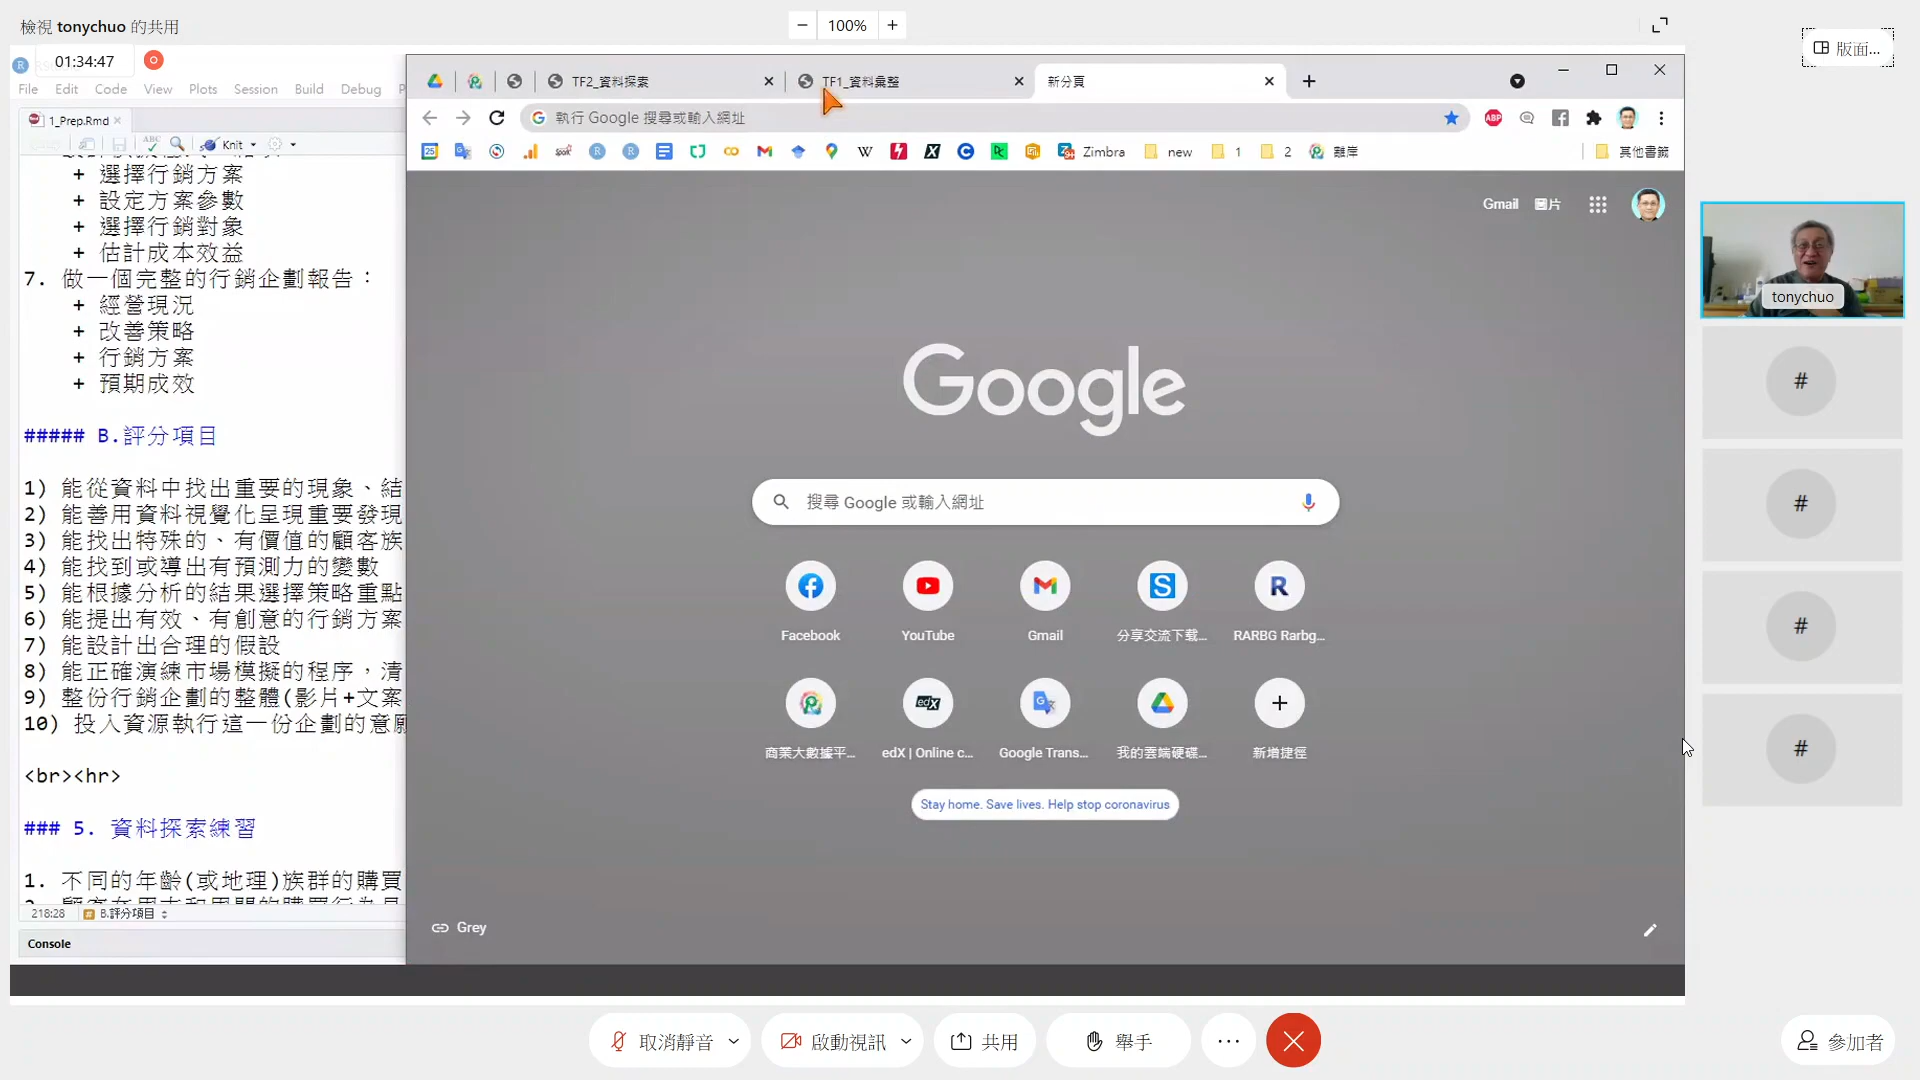 檢視 tonychuo 的共用
100%
版面...
01:34:47
File Edit Code View Plots Session Build Debug
1_Prep.Rmd
Knit
+ 選擇行銷方案
+ 設定方案參數
+ 選擇行銷對象
+ 估計成本效益
7. 做一個完整的行銷企劃報告：
+ 經營現況
+ 改善策略
+ 行銷方案
+ 預期成效
##### B.評分項目
1) 能從資料中找出重要的現象、結
2) 能善用資料視覺化呈現重要發現
3) 能找出特殊的、有價值的顧客族
4) 能找到或導出有預測力的變數
5) 能根據分析的結果選擇策略重點
6) 能提出有效、有創意的行銷方案
7) 能設計出合理的假設
8) 能正確演練市場模擬的程序，清
9) 整份行銷企劃的整體(影片+文案
10) 投入資源執行這一份企劃的意願
<br><hr>
### 5. 資料探索練習
1. 不同的年齡(或地理)族群的購買
218:28 B.評分項目
Console
TF2_資料探索
TF1_資料彙整
新分頁
執行 Google 搜尋或輸入網址
ABP
Zimbra
new
1
2
離岸
其他書籤
Gmail 圖片
Google
搜尋 Google 或輸入網址
Facebook
YouTube
Gmail
分享交流下载...
RARBG Rarbg...
商業大數據平...
edX | Online c...
Google Trans...
我的雲端硬碟...
新增捷徑
Stay home. Save lives. Help stop coronavirus
Grey
tonychuo
#
#
#
#
取消靜音
啟動視訊
共用
舉手
參加者